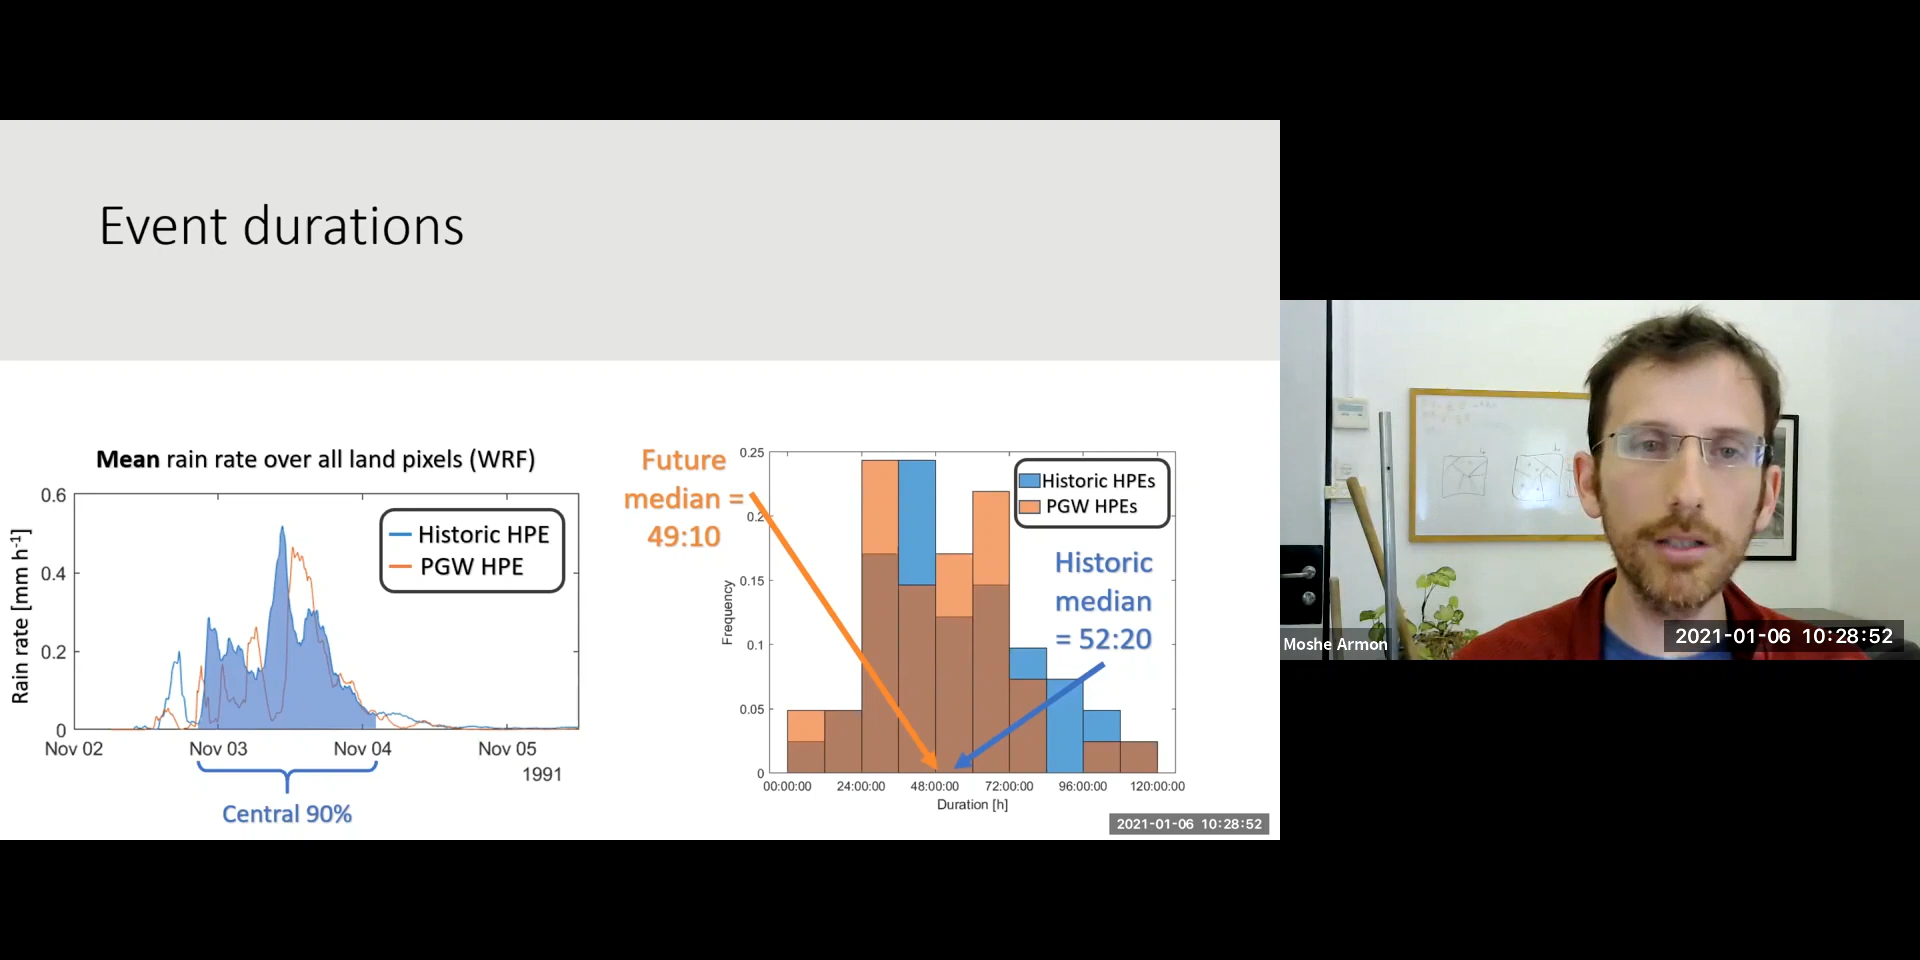 Event durations
Mean rain rate over all land pixels (WRF)
Rain rate [mm h-1]
0.6
0.4
0.2
0
Historic HPE
PGW HPE
Nov 02
Nov 03
Nov 04
Nov 05
1991
Central 90%
Future
median =
49:10
Frequency
0.25
0.2
0.15
0.1
0.05
0
Historic HPEs
PGW HPEs
Historic
median
= 52:20
00:00:00
24:00:00
48:00:00
72:00:00
96:00:00
120:00:00
Duration [h]
2021-01-06 10:28:52
Moshe Armon
2021-01-06 10:28:52